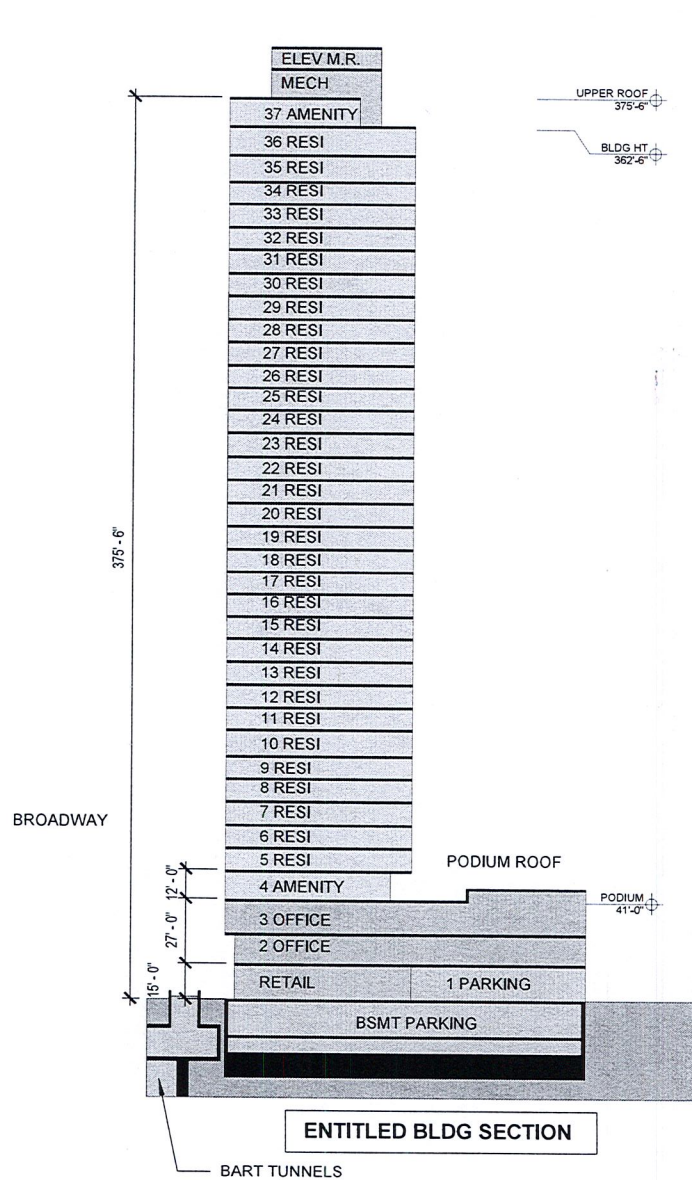 ELEV M.R.
MECH
UPPER ROOF
375'-6"
37 AMENITY
36 RESI
BLDG HT
362'-6"
35 RESI
34 RESI
33 RESI
32 RESI
31 RESI
30 RESI
29 RESI
28 RESI
27 RESI
26 RESI
25 RESI
24 RESI
23 RESI
22 RESI
21 RESI
20 RESI
375' - 6"
19 RESI
18 RESI
17 RESI
16 RESI
15 RESI
14 RESI
13 RESI
12 RESI
11 RESI
10 RESI
9 RESI
8 RESI
7 RESI
BROADWAY
6 RESI
5 RESI
PODIUM ROOF
12' - 0"
4 AMENITY
PODIUM
41'-0"
3 OFFICE
27' - 0"
2 OFFICE
15' - 0"
RETAIL
1 PARKING
BSMT PARKING
ENTITLED BLDG SECTION
BART TUNNELS